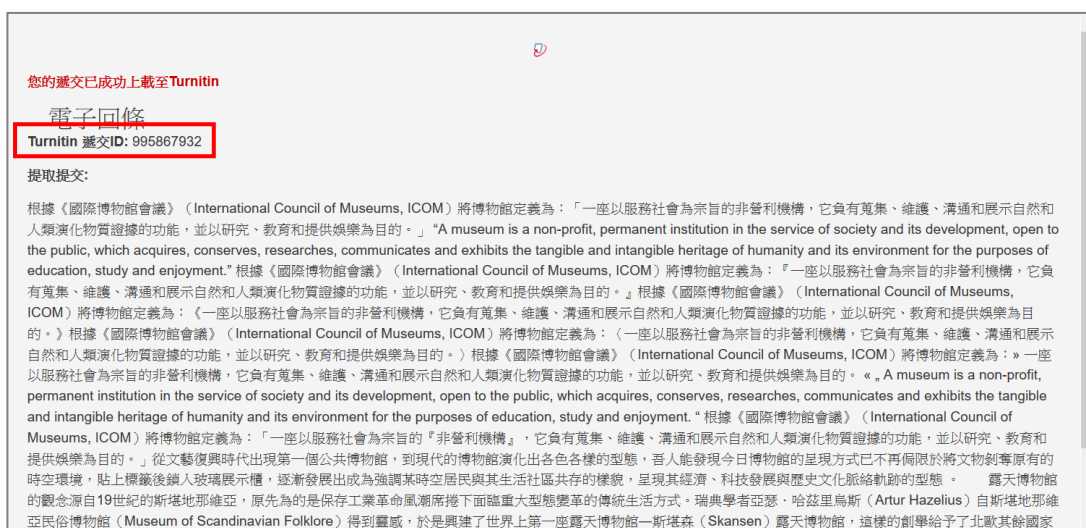 您的遞交已成功上載至Turnitin
電子回條
Turnitin 遞交ID: 995867932
提取提交:
根據《國際博物館會議》（International Council of Museums, ICOM）將博物館定義為：「一座以服務社會為宗旨的非營利機構，它負有蒐集、維護、溝通和展示自然和
人類演化物質證據的功能，並以研究、教育和提供娛樂為目的。」 “A museum is a non-profit, permanent institution in the service of society and its development, open to
the public, which acquires, conserves, researches, communicates and exhibits the tangible and intangible heritage of humanity and its environment for the purposes of
education, study and enjoyment.” 根據《國際博物館會議》（International Council of Museums, ICOM）將博物館定義為：『一座以服務社會為宗旨的非營利機構，它負
有蒐集、維護、溝通和展示自然和人類演化物質證據的功能，並以研究、教育和提供娛樂為目的。』根據《國際博物館會議》（International Council of Museums,
ICOM）將博物館定義為：《一座以服務社會為宗旨的非營利機構，它負有蒐集、維護、溝通和展示自然和人類演化物質證據的功能，並以研究、教育和提供娛樂為目
的。》根據《國際博物館會議》（International Council of Museums, ICOM）將博物館定義為：〈一座以服務社會為宗旨的非營利機構，它負有蒐集、維護、溝通和展示
自然和人類演化物質證據的功能，並以研究、教育和提供娛樂為目的。〉根據《國際博物館會議》（International Council of Museums, ICOM）將博物館定義為：» 一座
以服務社會為宗旨的非營利機構，它負有蒐集、維護、溝通和展示自然和人類演化物質證據的功能，並以研究、教育和提供娛樂為目的。 « „ A museum is a non-profit,
permanent institution in the service of society and its development, open to the public, which acquires, conserves, researches, communicates and exhibits the tangible
and intangible heritage of humanity and its environment for the purposes of education, study and enjoyment. “ 根據《國際博物館會議》（International Council of
Museums, ICOM）將博物館定義為：「一座以服務社會為宗旨的『非營利機構』，它負有蒐集、維護、溝通和展示自然和人類演化物質證據的功能，並以研究、教育和
提供娛樂為目的。」從文藝復興時代出現第一個公共博物館，到現代的博物館演化出各色各樣的型態，吾人能發現今日博物館的呈現方式已不再侷限於將文物剝奪原有的
時空環境，貼上標籤後鎖入玻璃展示櫃，逐漸發展出成為強調某時空居民與其生活社區共存的樣貌，呈現其經濟、科技發展與歷史文化脈絡軌跡的型態 。 露天博物館
的觀念源自19世紀的斯堪地那維亞，原先為的是保存工業革命風潮席捲下面臨重大型態變革的傳統生活方式。瑞典學者亞瑟．哈茲里烏斯（Artur Hazelius）自斯堪地那維
亞民俗博物館（Museum of Scandinavian Folklore）得到靈感，於是興建了世界上第一座露天博物館—斯堪森（Skansen）露天博物館，這樣的創舉給予了北歐其餘國家